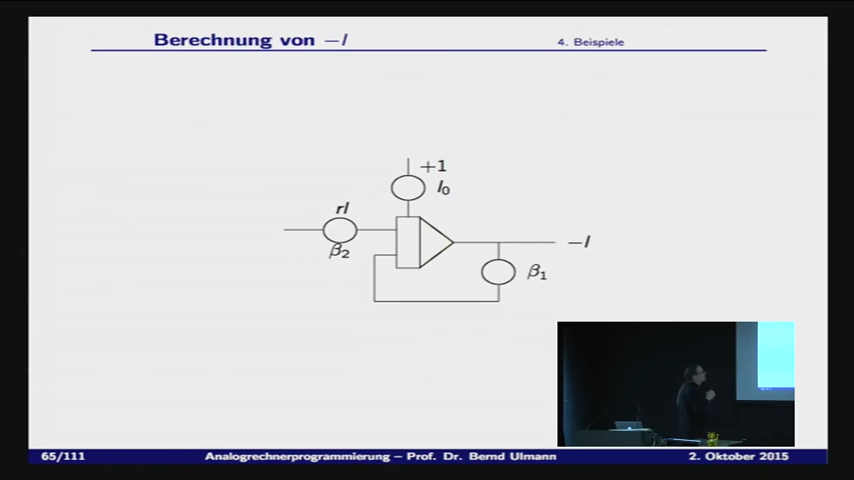 Berechnung von −l
4. Beispiele
+1
l₀
rl
β₂
−l
β₁
65/111
Analogrechnerprogrammierung – Prof. Dr. Bernd Ulmann
2. Oktober 2015